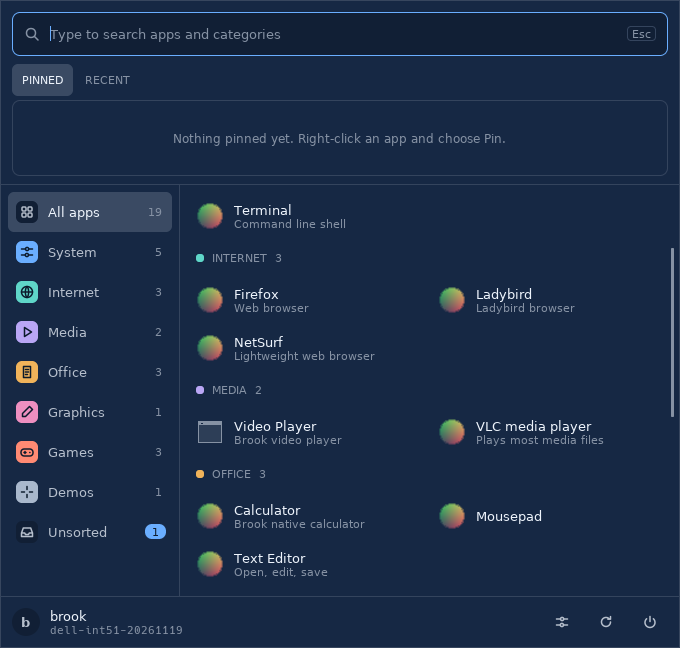 Type to search apps and categories
Esc
PINNED
RECENT
Nothing pinned yet. Right-click an app and choose Pin.
All apps 19
System 5
Internet 3
Media 2
Office 3
Graphics 1
Games 3
Demos 1
Unsorted 1
Terminal
Command line shell
INTERNET 3
Firefox
Web browser
Ladybird
Ladybird browser
NetSurf
Lightweight web browser
MEDIA 2
Video Player
Brook video player
VLC media player
Plays most media files
OFFICE 3
Calculator
Brook native calculator
Mousepad
Text Editor
Open, edit, save
b
brook
dell-int51-20261119